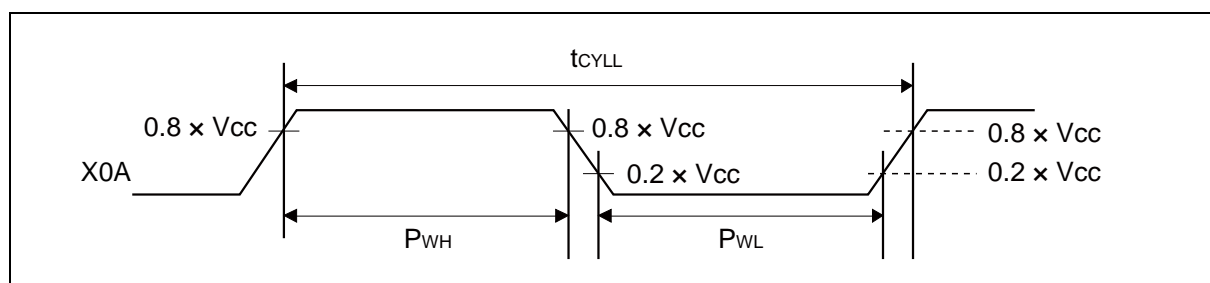 tCYLL
0.8 × Vcc 0.8 × Vcc 0.8 × Vcc
X0A 0.2 × Vcc 0.2 × Vcc
PWH PWL